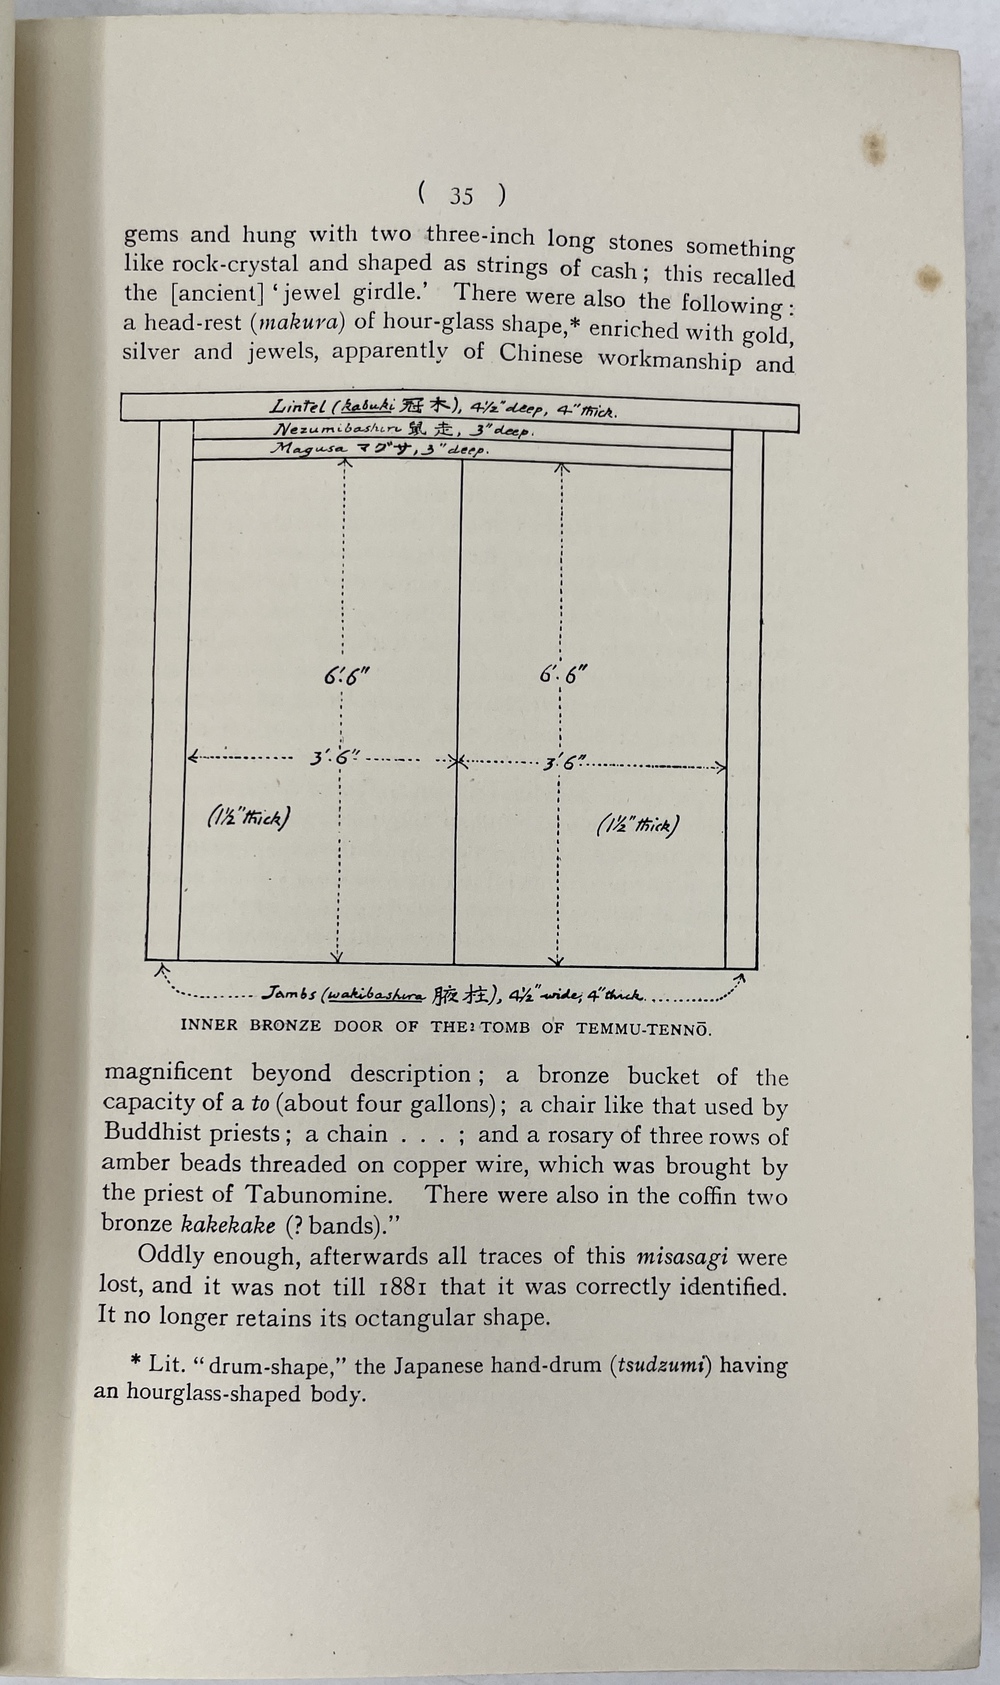 ( 35 )
gems and hung with two three-inch long stones something
like rock-crystal and shaped as strings of cash ; this recalled
the [ancient] ‘jewel girdle.’ There were also the following :
a head-rest (makura) of hour-glass shape,* enriched with gold,
silver and jewels, apparently of Chinese workmanship and
Lintel (kabuki 冠木), 4½" deep, 4" thick.
Nezumibashiri 鼠走, 3" deep.
Magusa マグサ, 3" deep.
6'.6" 6'.6"
3'.6" 3'.6"
(1½" thick) (1½" thick)
Jambs (wakibashira 腋柱), 4½" wide, 4" thick.
INNER BRONZE DOOR OF THE TOMB OF TEMMU-TENNŌ.
magnificent beyond description ; a bronze bucket of the
capacity of a to (about four gallons) ; a chair like that used by
Buddhist priests ; a chain . . . ; and a rosary of three rows of
amber beads threaded on copper wire, which was brought by
the priest of Tabunomine. There were also in the coffin two
bronze kakekake (? bands).”
Oddly enough, afterwards all traces of this misasagi were
lost, and it was not till 1881 that it was correctly identified.
It no longer retains its octangular shape.
* Lit. “drum-shape,” the Japanese hand-drum (tsudzumi) having
an hourglass-shaped body.